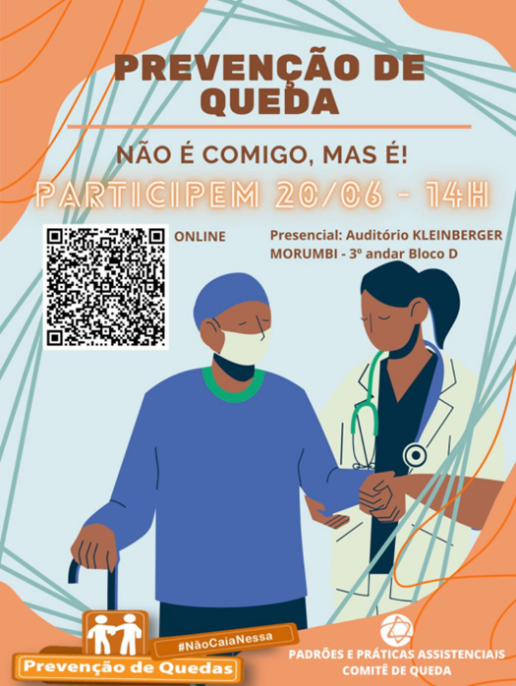 PREVENÇÃO DE
QUEDA
NÃO É COMIGO, MAS É!
PARTICIPEM 20/06 - 14H
ONLINE
Presencial: Auditório KLEINBERGER
MORUMBI - 3º andar Bloco D
#NãoCaiaNessa
Prevenção de Quedas
PADRÕES E PRÁTICAS ASSISTENCIAIS
COMITÊ DE QUEDA